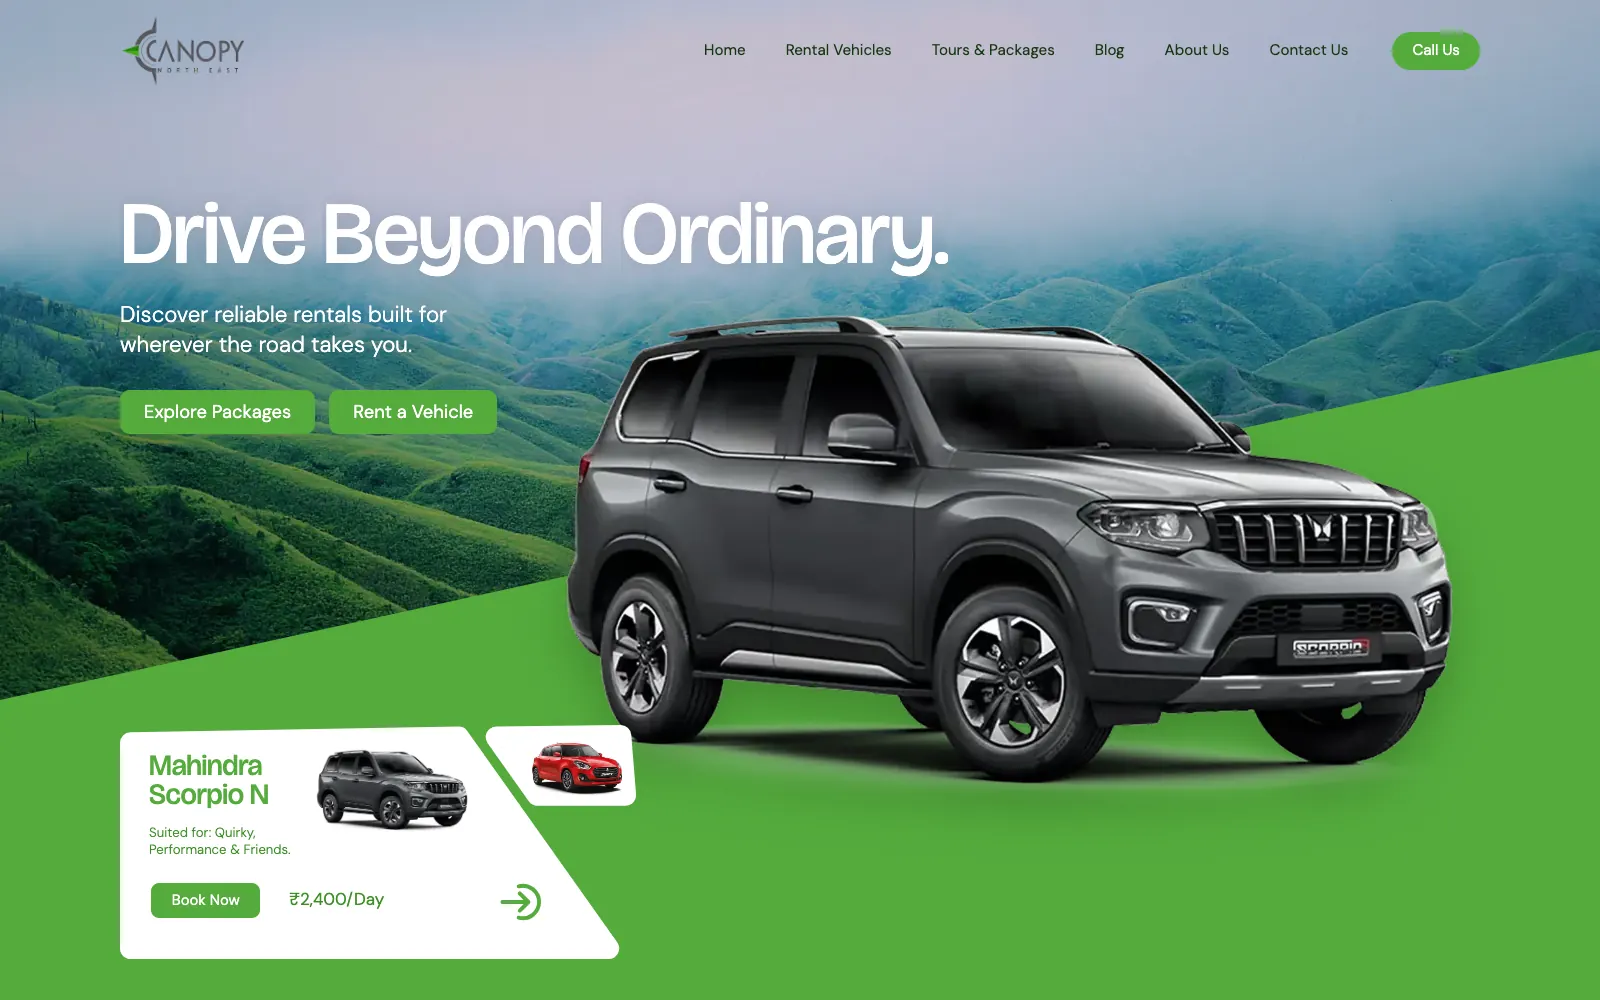 CANOPY
NORTH EAST
Home
Rental Vehicles
Tours & Packages
Blog
About Us
Contact Us
Call Us
Drive Beyond Ordinary.
Discover reliable rentals built for
wherever the road takes you.
Explore Packages
Rent a Vehicle
SCORPIO
Mahindra
Scorpio N
Suited for: Quirky,
Performance & Friends.
Book Now
₹2,400/Day